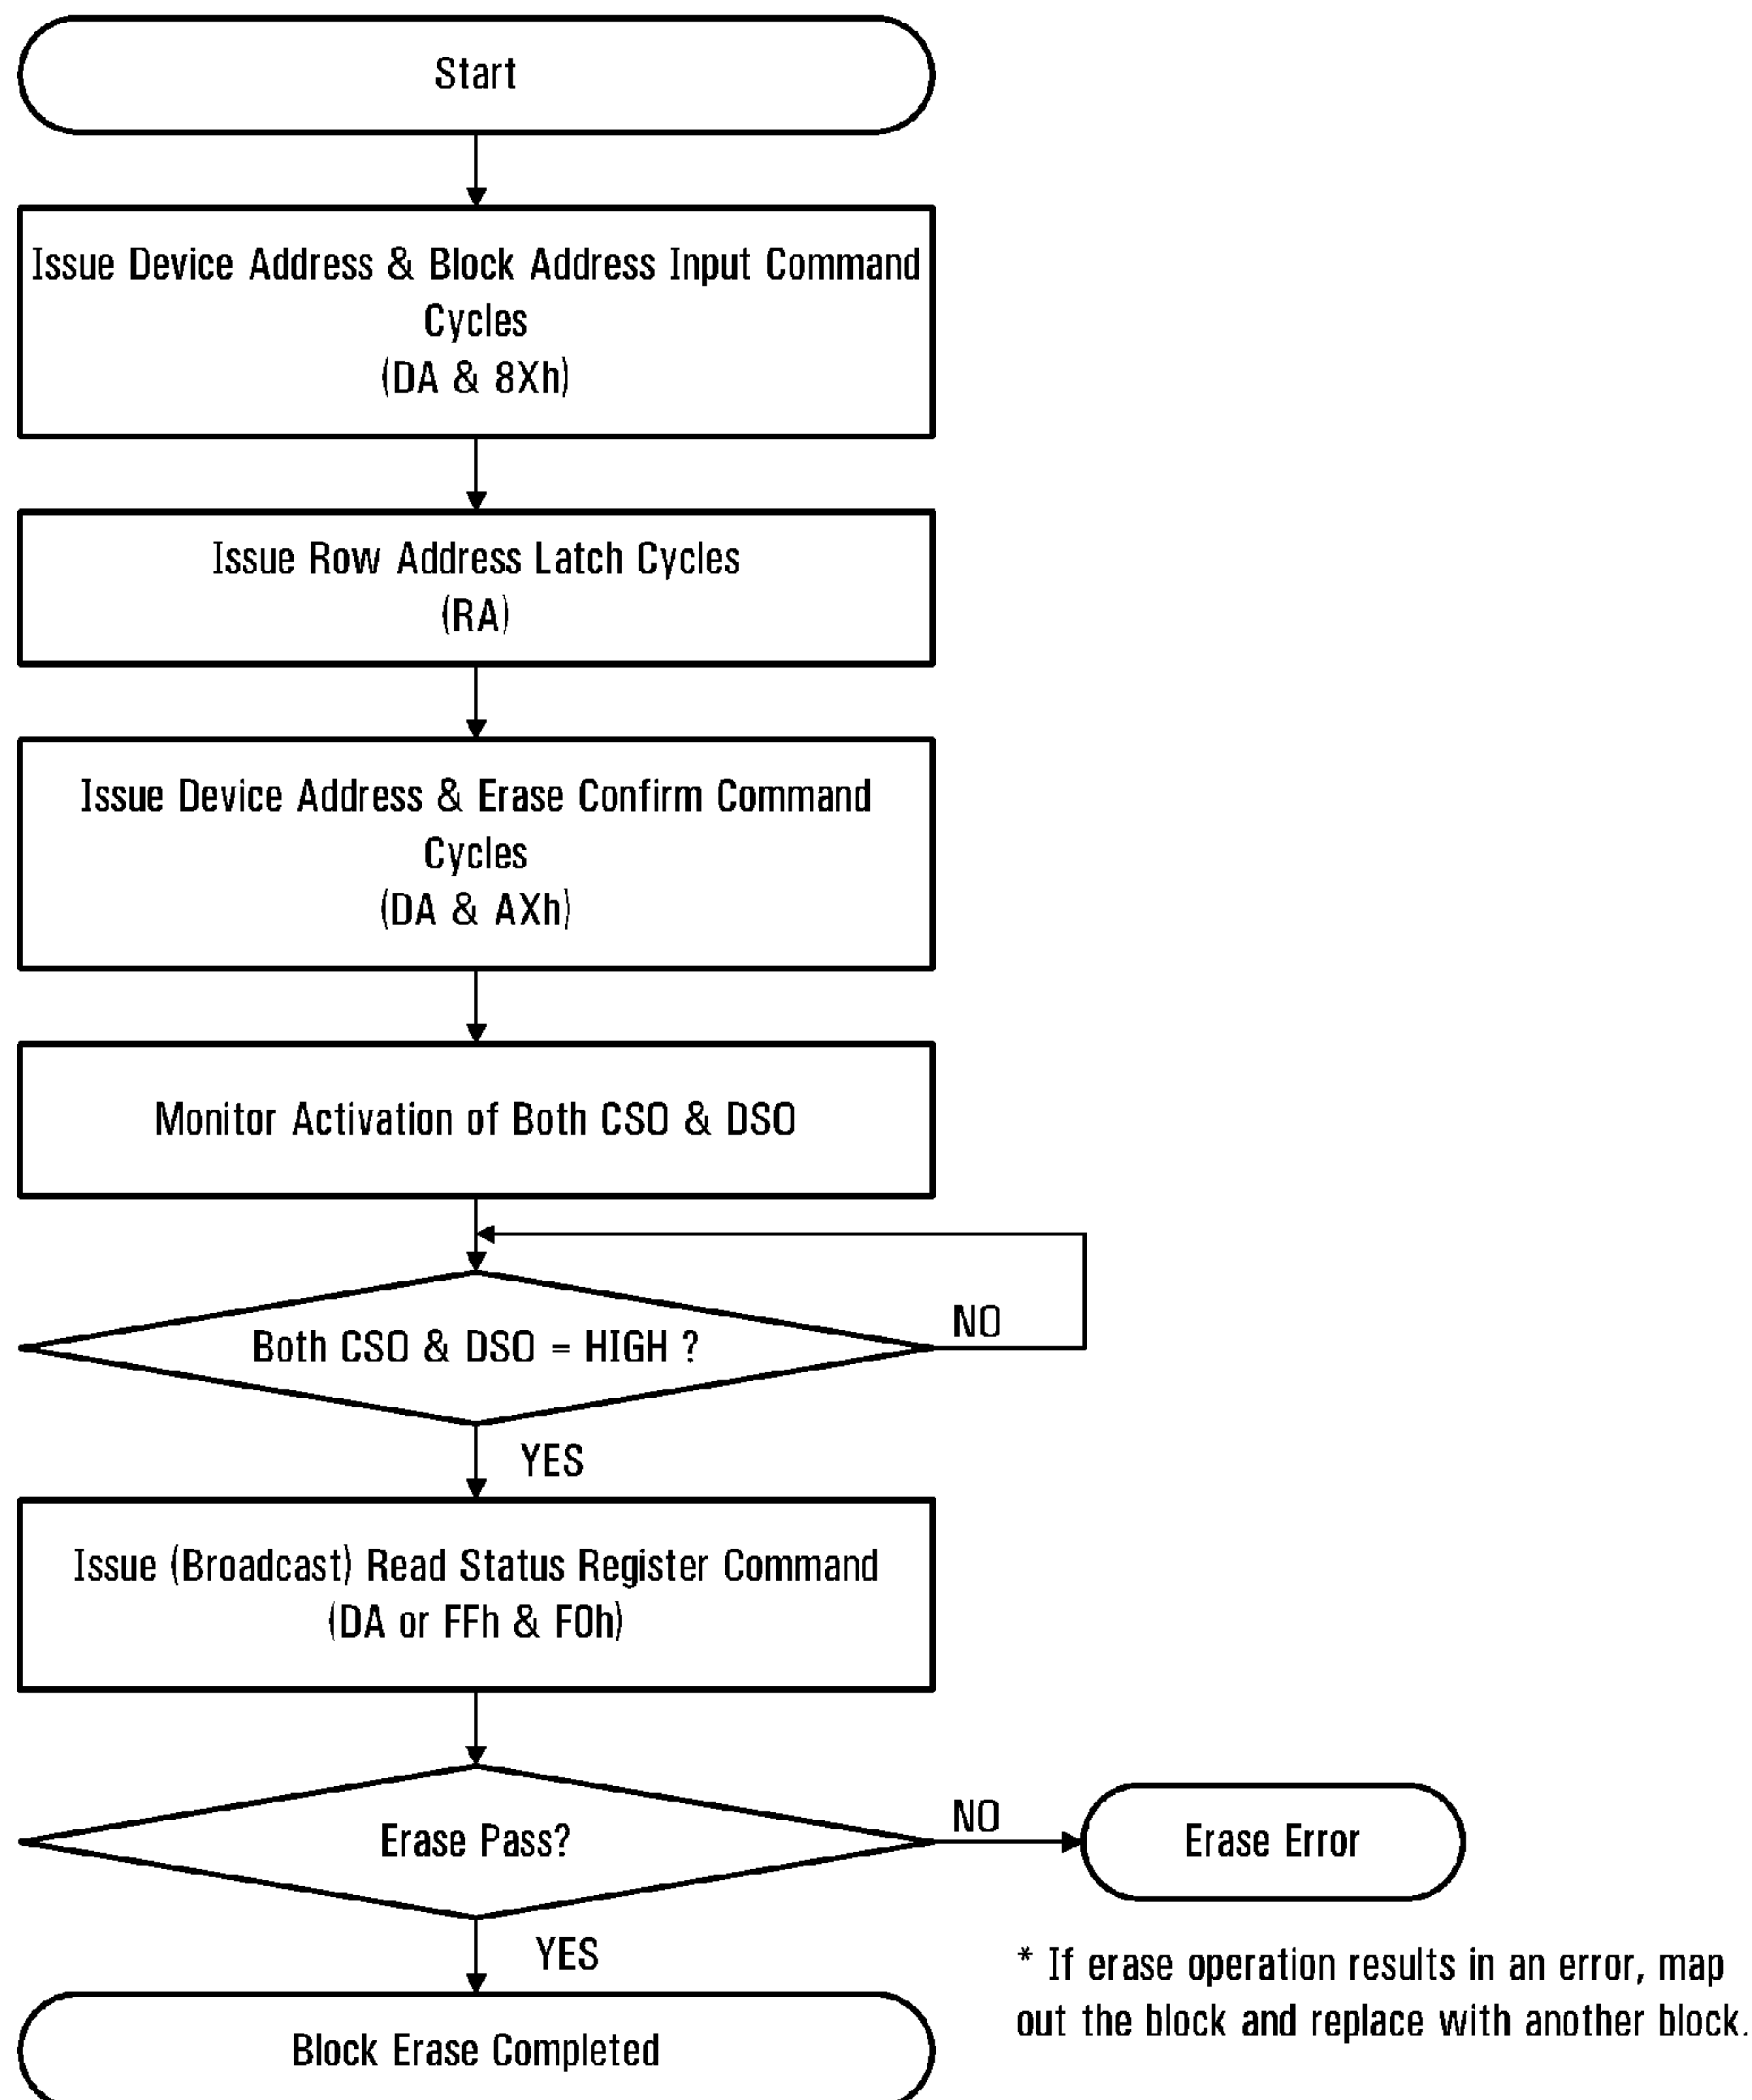 Start
Issue Device Address & Block Address Input Command
Cycles
(DA & 8Xh)
Issue Row Address Latch Cycles
(RA)
Issue Device Address & Erase Confirm Command
Cycles
(DA & AXh)
Monitor Activation of Both CSO & DSO
Both CSO & DSO = HIGH ?
NO
YES
Issue (Broadcast) Read Status Register Command
(DA or FFh & F0h)
Erase Pass?
NO
Erase Error
YES
* If erase operation results in an error, map
out the block and replace with another block.
Block Erase Completed